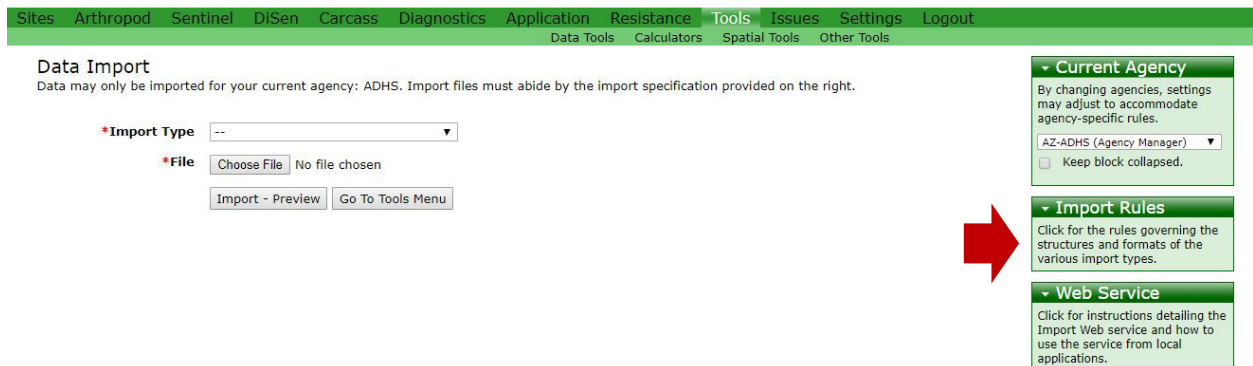 Sites Arthropod Sentinel DiSen Carcass Diagnostics Application Resistance Tools Issues Settings Logout
Data Tools Calculators Spatial Tools Other Tools
Data Import
Data may only be imported for your current agency: ADHS. Import files must abide by the import specification provided on the right.
*Import Type --
*File Choose File No file chosen
Import - Preview Go To Tools Menu
Current Agency
By changing agencies, settings
may adjust to accommodate
agency-specific rules.
AZ-ADHS (Agency Manager)
Keep block collapsed.
Import Rules
Click for the rules governing the
structures and formats of the
various import types.
Web Service
Click for instructions detailing the
Import Web service and how to
use the service from local
applications.